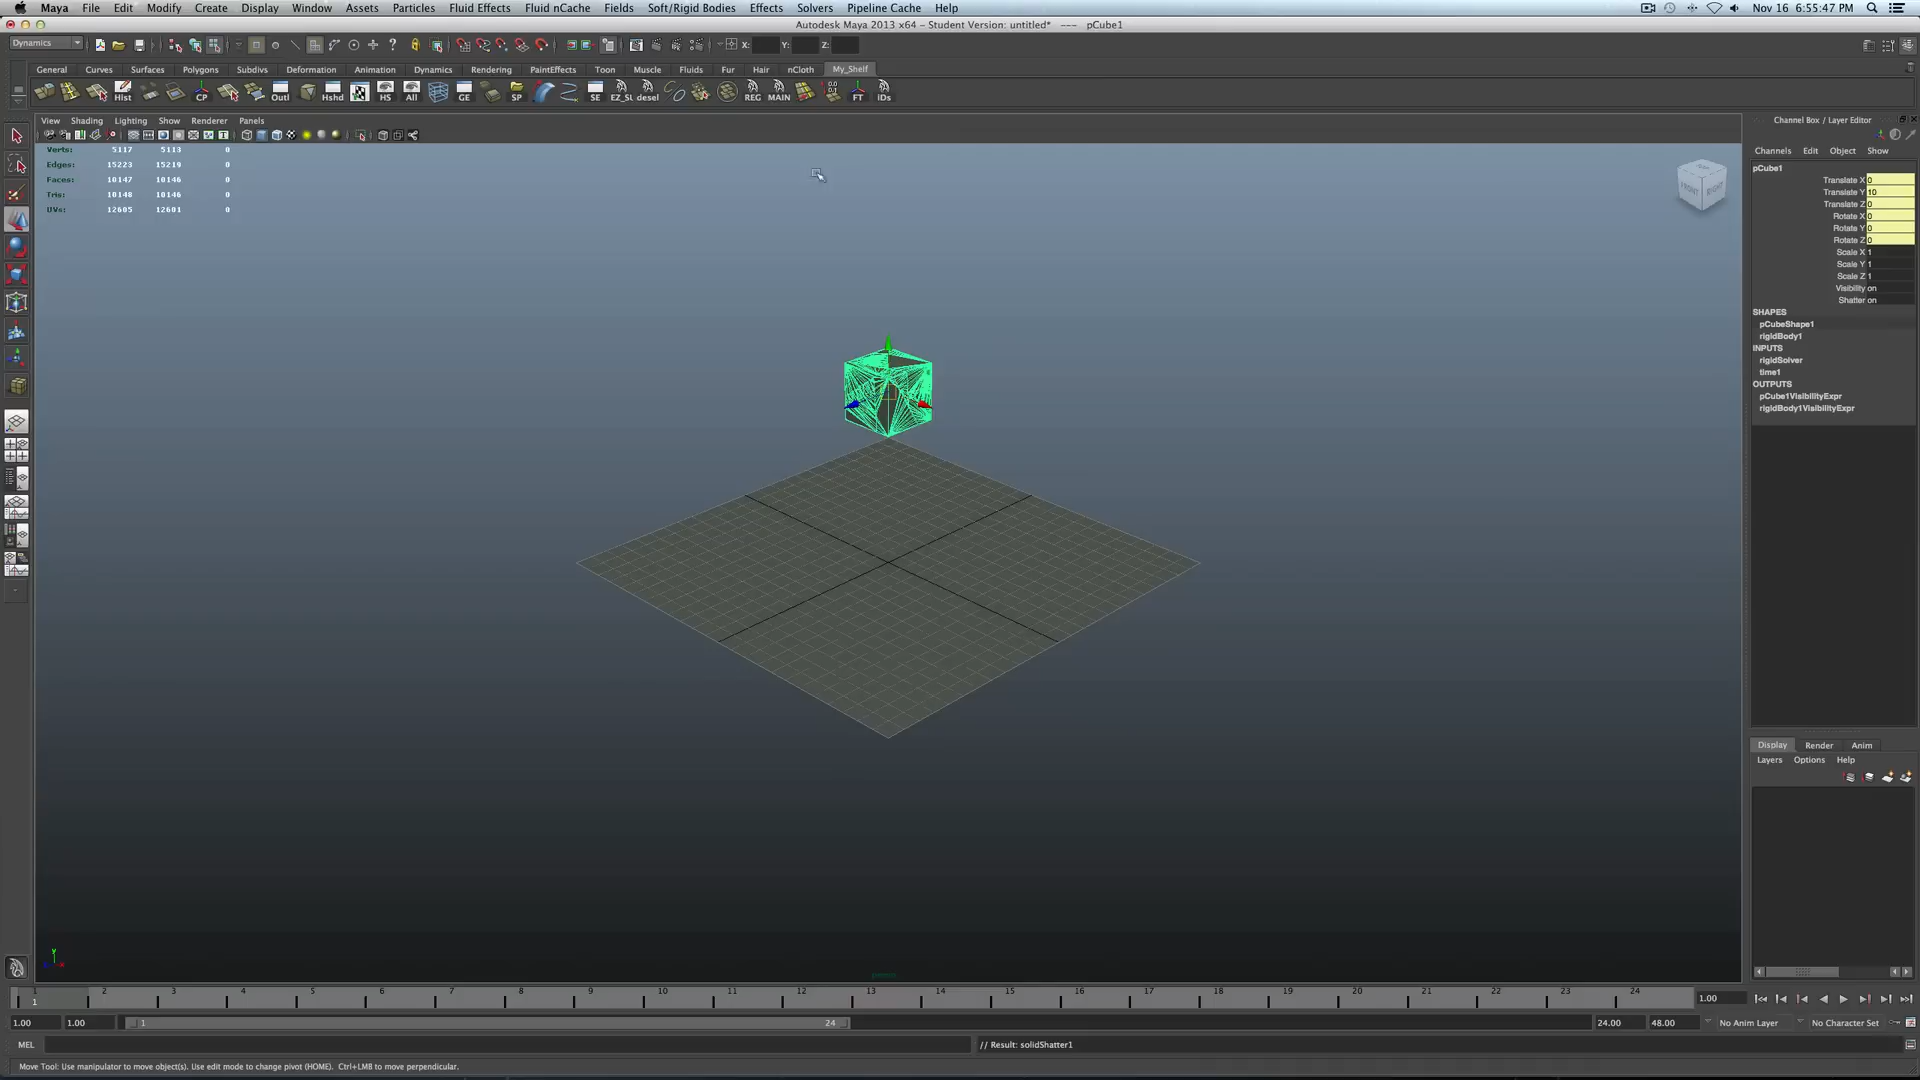 Maya File Edit Modify Create Display Window Assets Particles Fluid Effects Fluid nCache Fields Soft/Rigid Bodies Effects Solvers Pipeline Cache Help Nov 16 6:55:47 PM
Autodesk Maya 2013 x64 - Student Version: untitled* --- pCube1
Dynamics X: Y: Z:
General Curves Surfaces Polygons Subdivs Deformation Animation Dynamics Rendering PaintEffects Toon Muscle Fluids Fur Hair nCloth My_Shelf
Hist CP Outl Hshd HS All GE SP SE EZ_SL desel REG MAIN 0.0 0.1 FT IDs
View Shading Lighting Show Renderer Panels
Verts: 5117 5113 0
Edges: 15223 15219 0
Faces: 10147 10146 0
Tris: 10148 10146 0
UVs: 12605 12601 0
FRONT RIGHT
Channel Box / Layer Editor
Channels Edit Object Show
pCube1
Translate X 0
Translate Y 10
Translate Z 0
Rotate X 0
Rotate Y 0
Rotate Z 0
Scale X 1
Scale Y 1
Scale Z 1
Visibility on
Shatter on
SHAPES
pCubeShape1
rigidBody1
INPUTS
rigidSolver
time1
OUTPUTS
pCube1VisibilityExpr
rigidBody1VisibilityExpr
Display Render Anim
Layers Options Help
y
x
1 2 3 4 5 6 7 8 9 10 11 12 13 14 15 16 17 18 19 20 21 22 23 24
1 1.00
1.00 1.00 1 24 24.00 48.00 No Anim Layer No Character Set
MEL // Result: solidShatter1
Move Tool: Use manipulator to move object(s). Use edit mode to change pivot (HOME). Ctrl+LMB to move perpendicular.